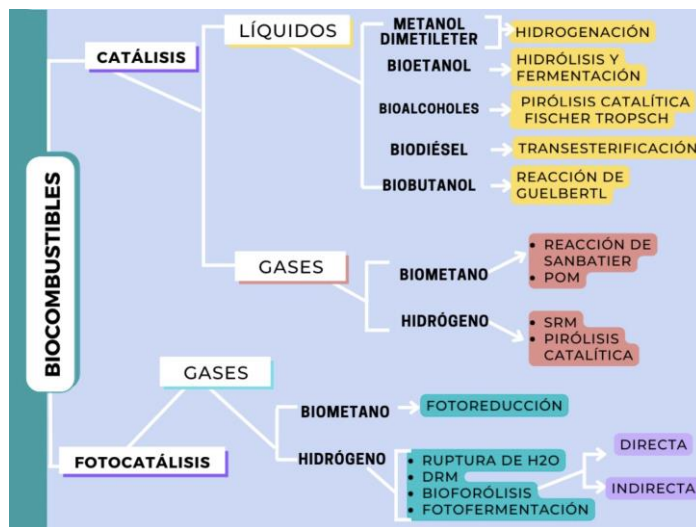 BIOCOMBUSTIBLES
CATÁLISIS
LÍQUIDOS
METANOL
DIMETILETER
HIDROGENACIÓN
BIOETANOL
HIDRÓLISIS Y
FERMENTACIÓN
BIOALCOHOLES
PIRÓLISIS CATALÍTICA
FISCHER TROPSCH
BIODIÉSEL
TRANSESTERIFICACIÓN
BIOBUTANOL
REACCIÓN DE
GUELBERTL
GASES
BIOMETANO
• REACCIÓN DE
SANBATIER
• POM
HIDRÓGENO
• SRM
• PIRÓLISIS
CATALÍTICA
FOTOCATÁLISIS
GASES
BIOMETANO
FOTOREDUCCIÓN
HIDRÓGENO
• RUPTURA DE H2O
• DRM
• BIOFORÓLISIS
• FOTOFERMENTACIÓN
DIRECTA
INDIRECTA